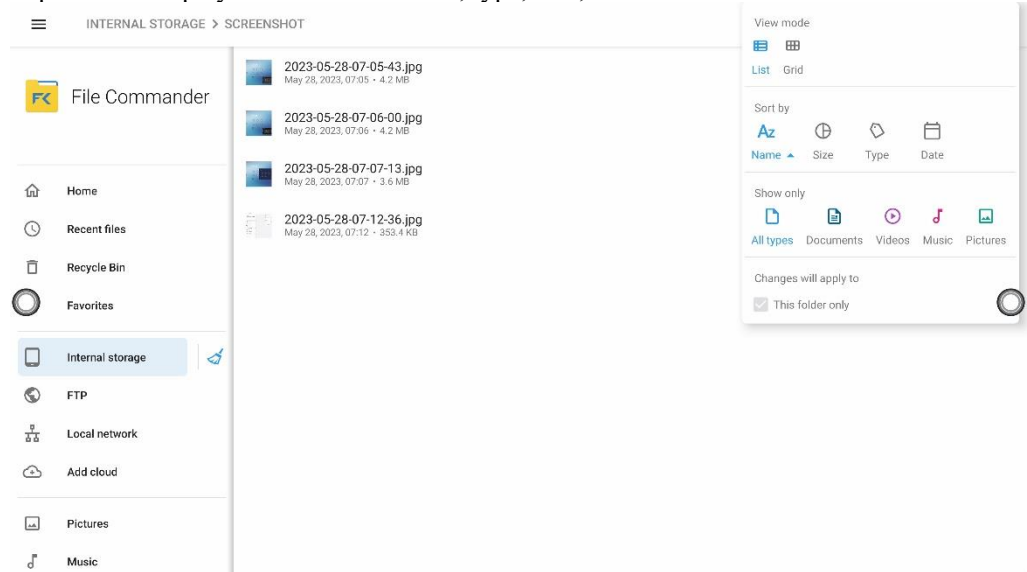 INTERNAL STORAGE > SCREENSHOT
File Commander
Home
Recent files
Recycle Bin
Favorites
Internal storage
FTP
Local network
Add cloud
Pictures
Music
2023-05-28-07-05-43.jpg
May 28, 2023, 07:05 • 4.2 MB
2023-05-28-07-06-00.jpg
May 28, 2023, 07:06 • 4.2 MB
2023-05-28-07-07-13.jpg
May 28, 2023, 07:07 • 3.6 MB
2023-05-28-07-12-36.jpg
May 28, 2023, 07:12 • 353.4 KB
View mode
List Grid
Sort by
Az
Name Size Type Date
Show only
All types Documents Videos Music Pictures
Changes will apply to
This folder only